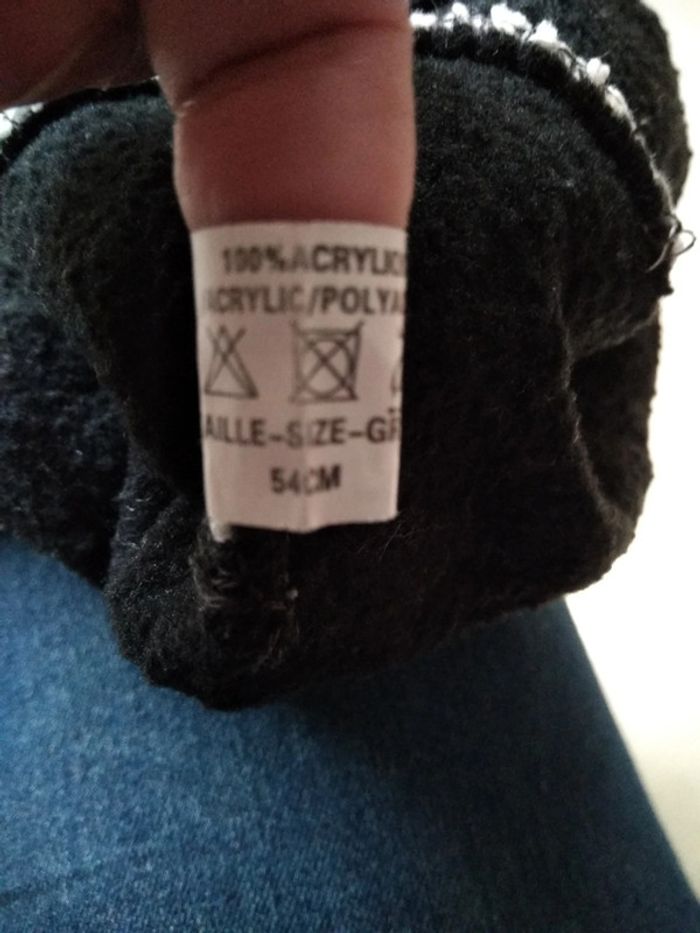 100% ACRYLIC
ACRYLIC/POLYA
AILLE-SIZE-GR
54CM